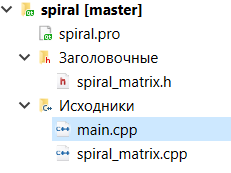 spiral [master]
spiral.pro
Заголовочные
spiral_matrix.h
Исходники
main.cpp
spiral_matrix.cpp